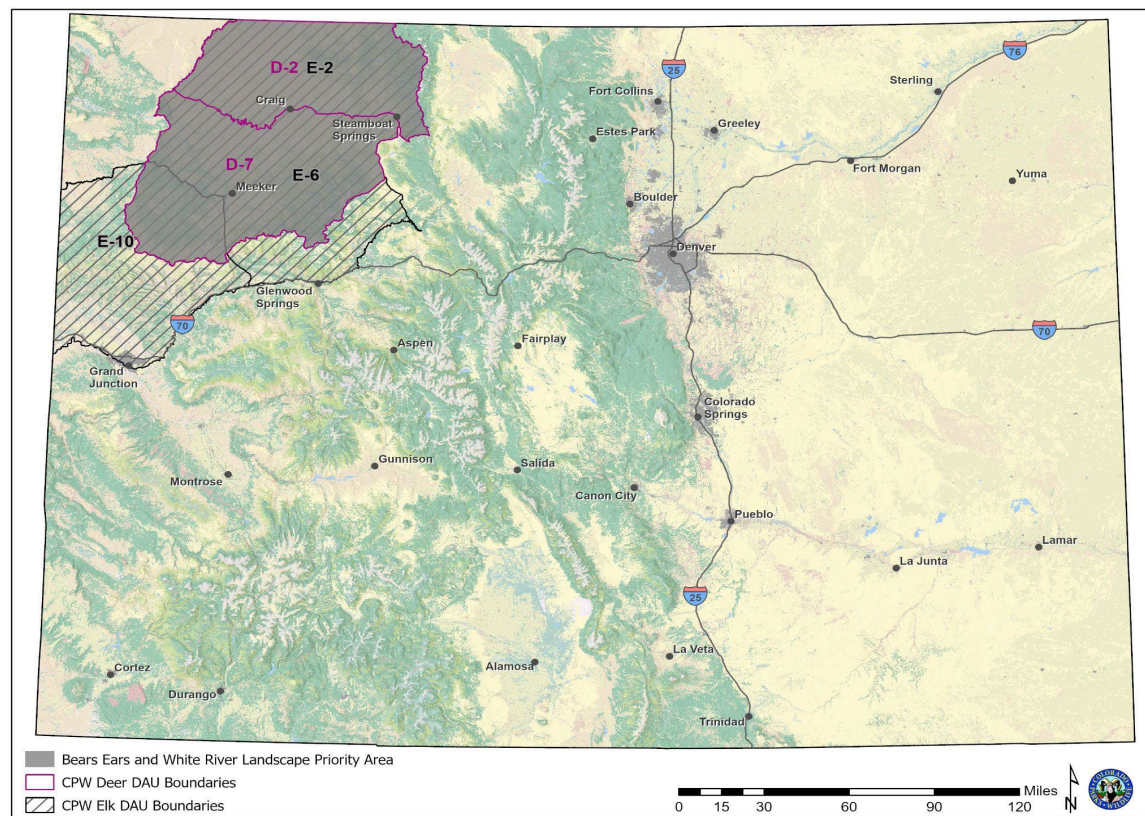 76
D-2 E-2
25
Sterling
Fort Collins
Craig
Greeley
Steamboat
Springs
Estes Park
Fort Morgan
D-7
E-6
Yuma
Meeker
Boulder
E-10
Denver
Glenwood
Springs
70
70
Aspen
Fairplay
Grand
Junction
Colorado
Springs
Gunnison
Salida
Montrose
Canon City
Pueblo
Lamar
La Junta
25
La Veta
Alamosa
Cortez
Durango
Trinidad
Bears Ears and White River Landscape Priority Area
CPW Deer DAU Boundaries
CPW Elk DAU Boundaries
Miles
0 15 30 60 90 120
N
COLORADO
PARKS
WILDLIFE